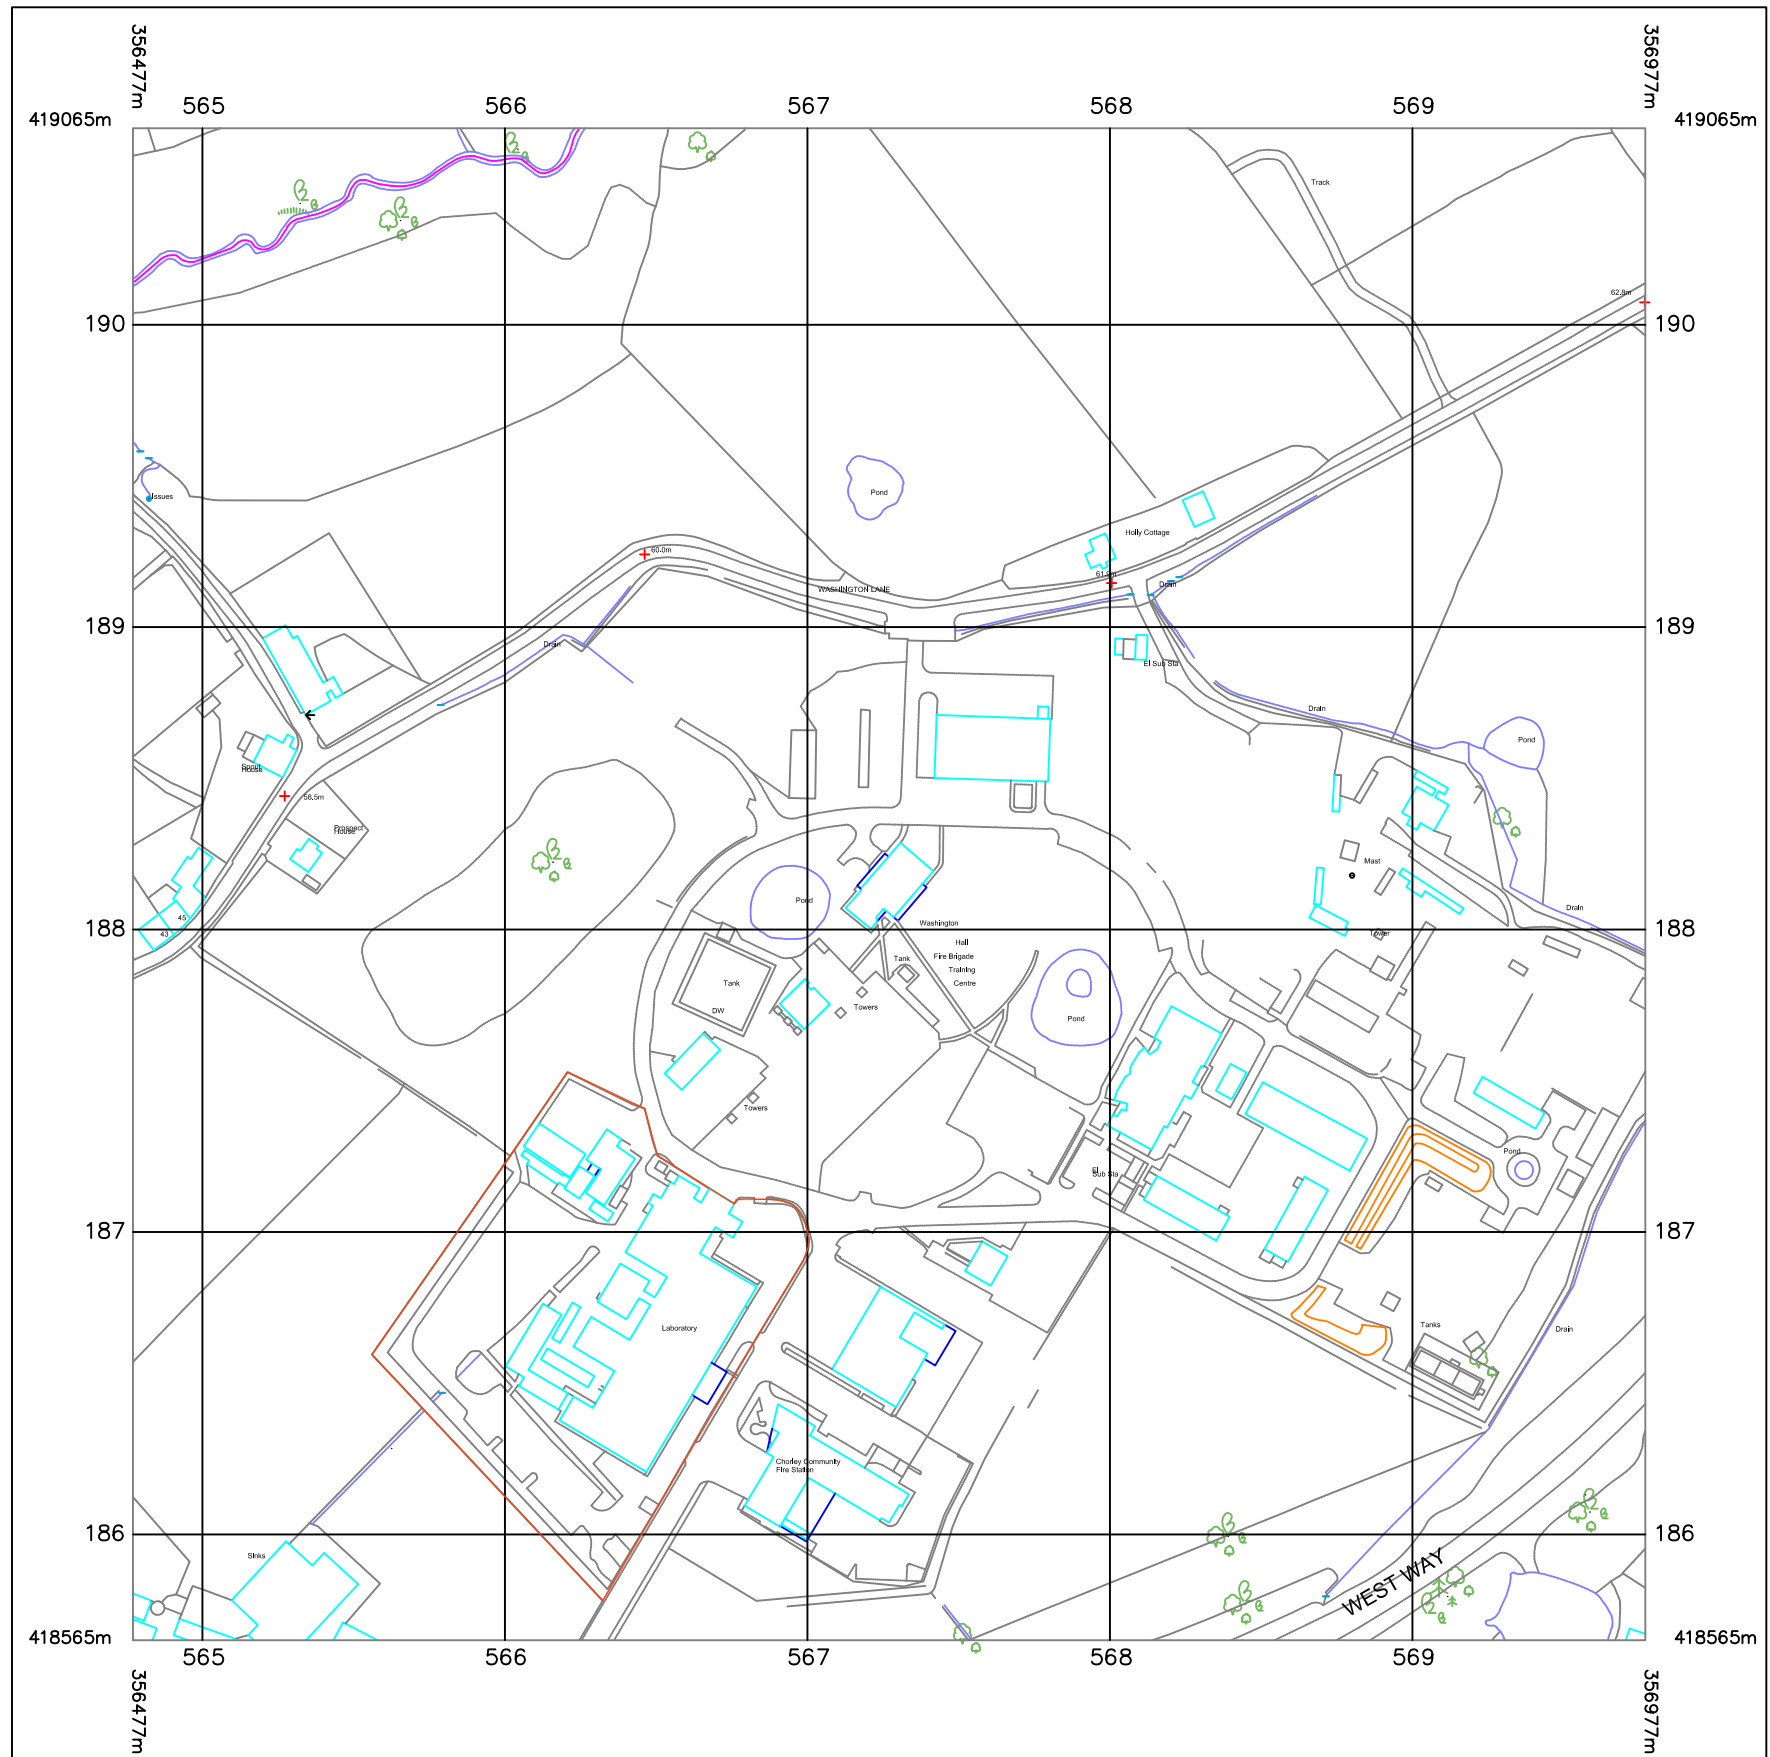 356477m
356977m
565
566
567
568
569
419065m
419065m
Track
62.8m
190
190
Issues
Pond
Holly Cottage
60.0m
61.9m
Drain
WASHINGTON LANE
189
189
Drain
El Sub Sta
Drain
Pond
Spout
House
58.5m
Prospect
House
Mast
Pond
45
43
Washington
Hall
Fire Brigade
Training
Centre
Drain
188
188
Tower
Tank
Tank
DW
Towers
Pond
Towers
Pond
El
Sub Sta
187
187
Laboratory
Tanks
Drain
Chorley Community
Fire Station
186
186
Sinks
WEST WAY
418565m
418565m
565
566
567
568
569
356477m
356977m